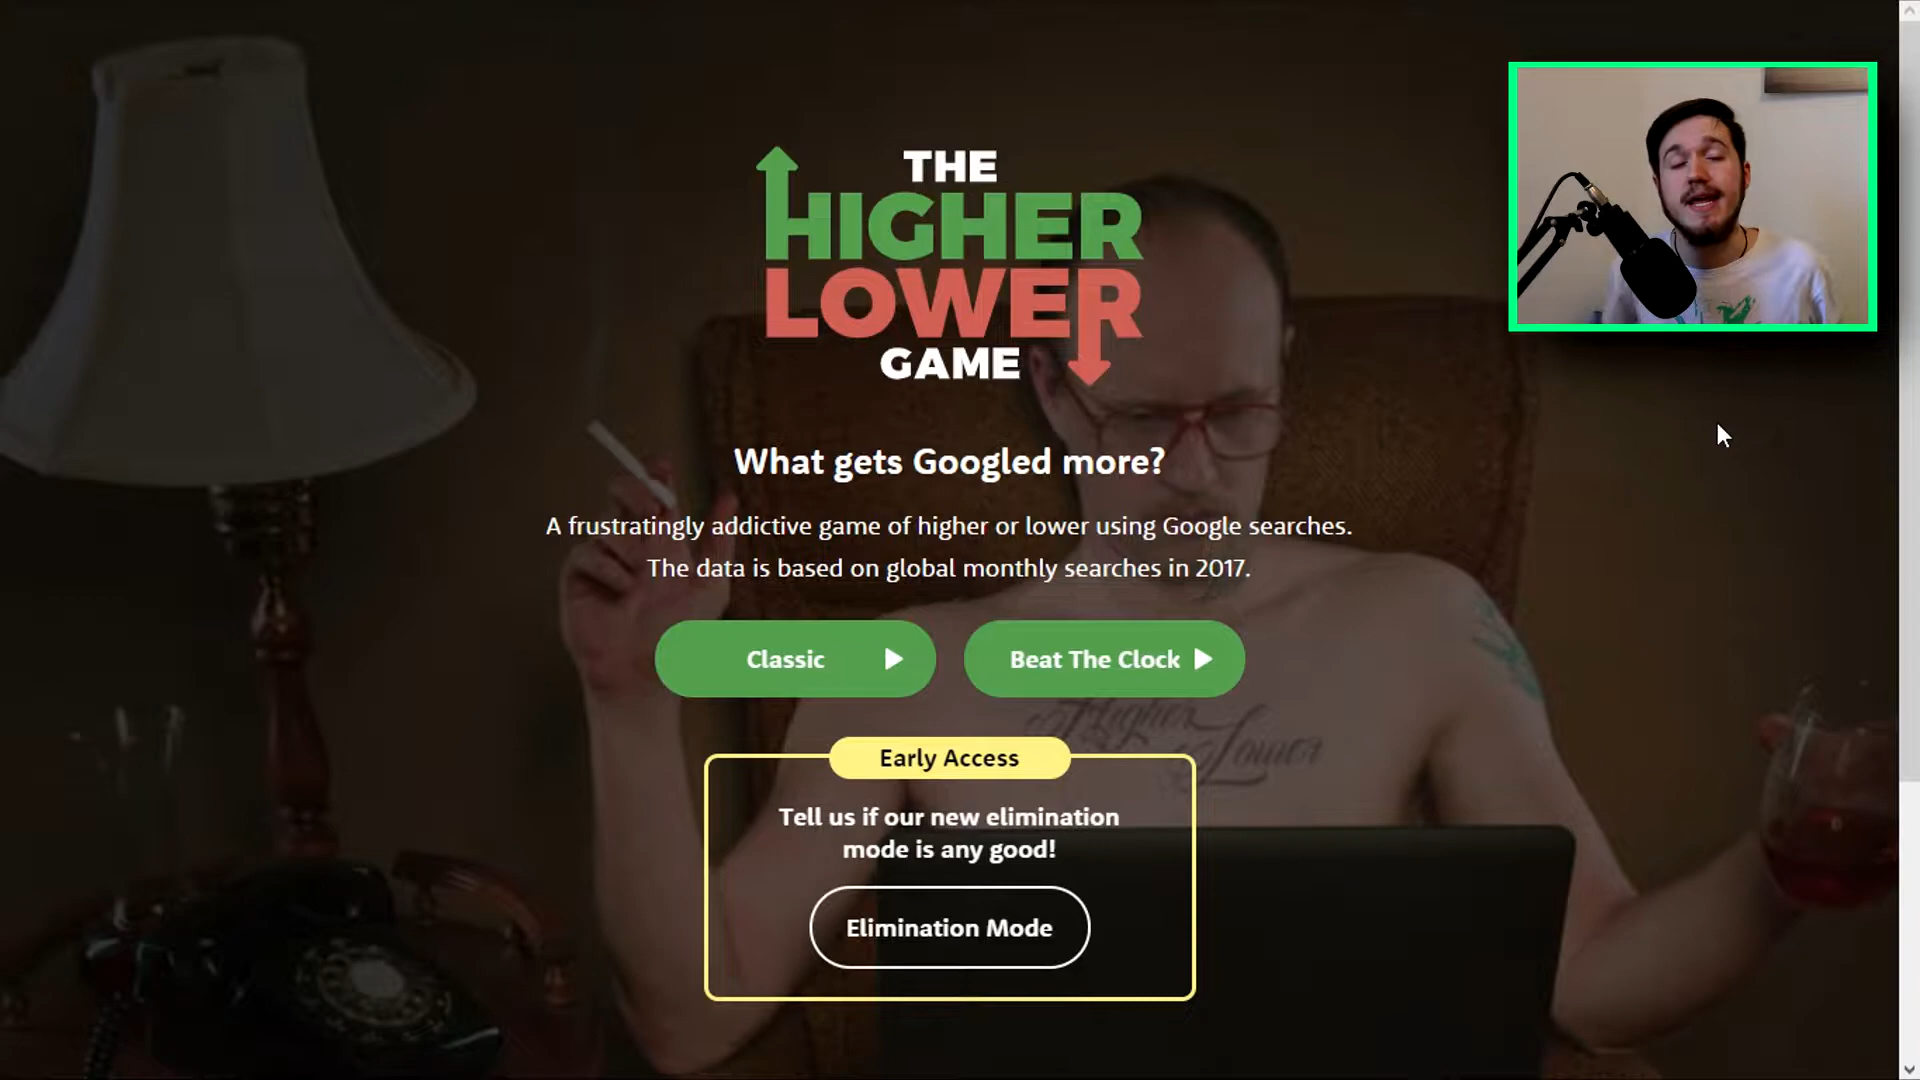 THE
HIGHER
LOWER
GAME
What gets Googled more?
A frustratingly addictive game of higher or lower using Google searches.
The data is based on global monthly searches in 2017.
Classic
Beat The Clock
Higher
Lower
Early Access
Tell us if our new elimination
mode is any good!
Elimination Mode